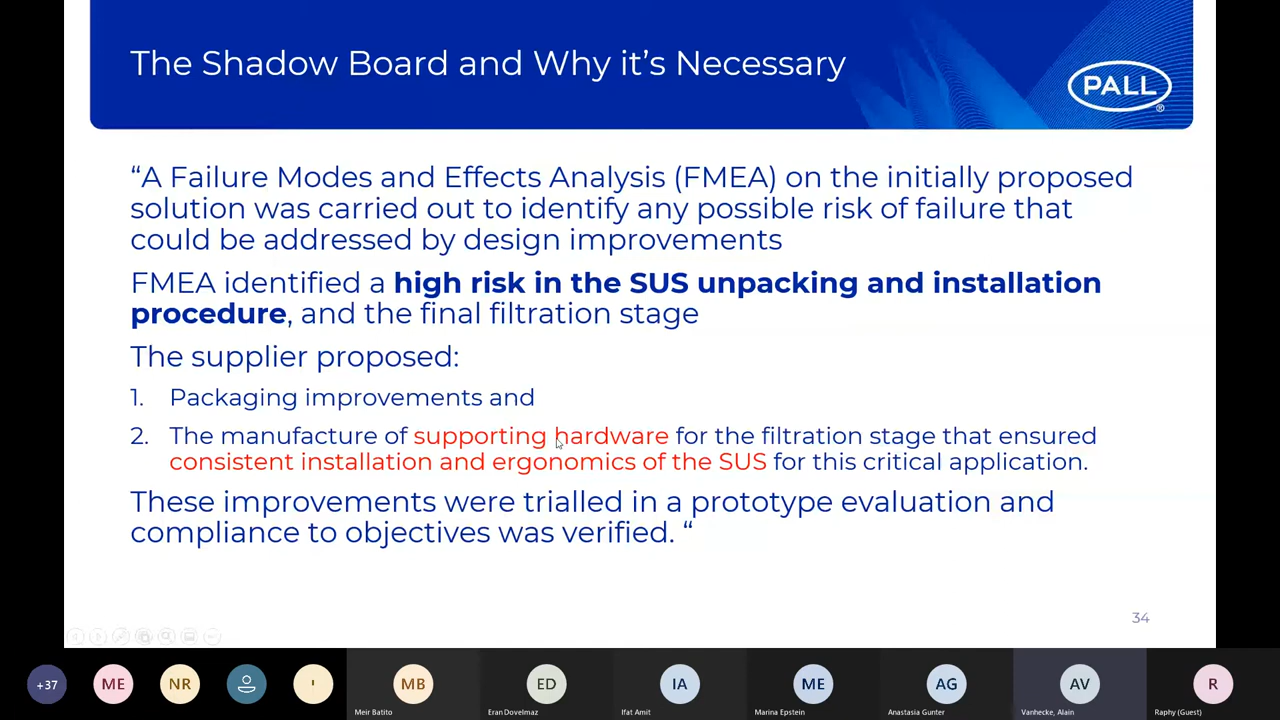 The Shadow Board and Why it's Necessary
PALL
®
“A Failure Modes and Effects Analysis (FMEA) on the initially proposed
solution was carried out to identify any possible risk of failure that
could be addressed by design improvements
FMEA identified a high risk in the SUS unpacking and installation
procedure, and the final filtration stage
The supplier proposed:
1. Packaging improvements and
2. The manufacture of supporting hardware for the filtration stage that ensured
consistent installation and ergonomics of the SUS for this critical application.
These improvements were trialled in a prototype evaluation and
compliance to objectives was verified. “
34
+37
ME
NR
MB
ED
IA
ME
AG
AV
R
Meir Batito
Eran Dovelmaz
Ifat Amit
Marina Epstein
Anastasia Gunter
Vanhecke, Alain
Raphy (Guest)